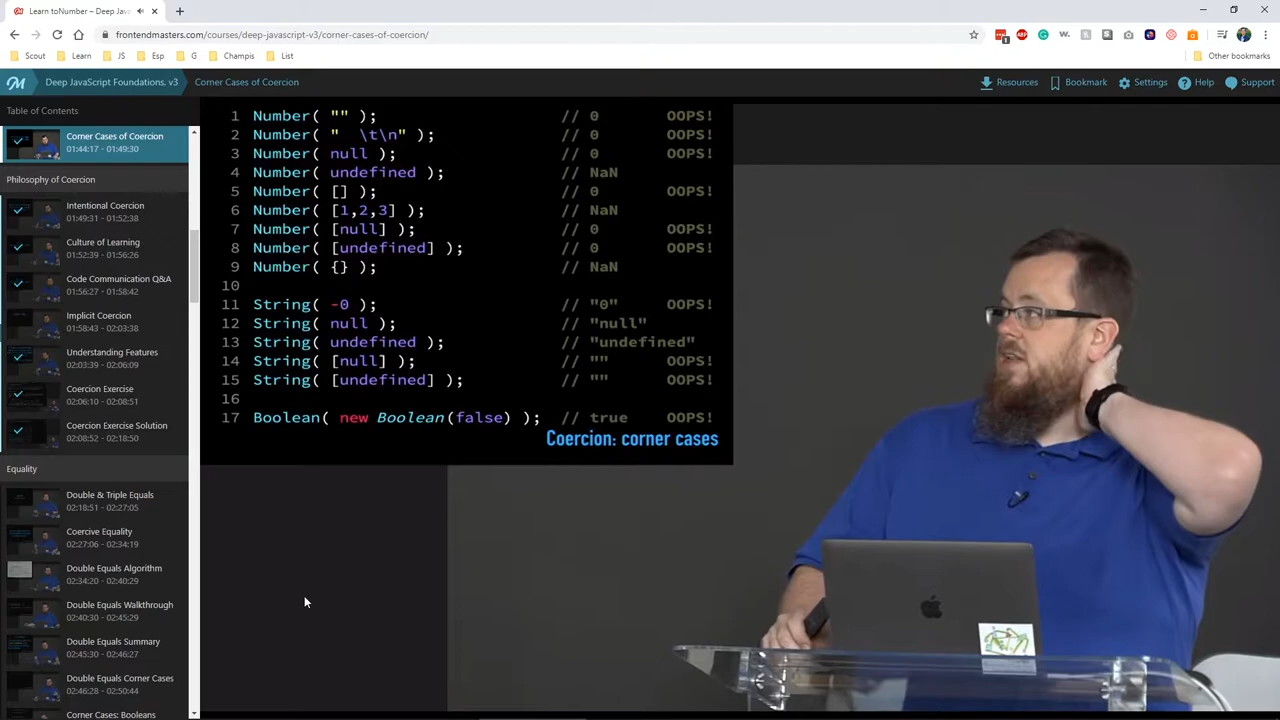 Learn toNumber – Deep Jav
frontendmasters.com/courses/deep-javascript-v3/corner-cases-of-coercion/
Scout Learn JS Esp G Champis List Other bookmarks
Deep JavaScript Foundations, v3 Corner Cases of Coercion Resources Bookmark Settings Help Support
Table of Contents
Corner Cases of Coercion
01:44:17 - 01:49:30
Philosophy of Coercion
Intentional Coercion
01:49:31 - 01:52:38
Culture of Learning
01:52:39 - 01:56:26
Code Communication Q&A
01:56:27 - 01:58:42
Implicit Coercion
01:58:43 - 02:03:38
Understanding Features
02:03:39 - 02:06:09
Coercion Exercise
02:06:10 - 02:08:51
Coercion Exercise Solution
02:08:52 - 02:18:50
Equality
Double & Triple Equals
02:18:51 - 02:27:05
Coercive Equality
02:27:06 - 02:34:19
Double Equals Algorithm
02:34:20 - 02:40:29
Double Equals Walkthrough
02:40:30 - 02:45:29
Double Equals Summary
02:45:30 - 02:46:27
Double Equals Corner Cases
02:46:28 - 02:50:44
Corner Cases: Booleans
1 Number( "" ); // 0 OOPS!
2 Number( "  \t\n" ); // 0 OOPS!
3 Number( null ); // 0 OOPS!
4 Number( undefined ); // NaN
5 Number( [] ); // 0 OOPS!
6 Number( [1,2,3] ); // NaN
7 Number( [null] ); // 0 OOPS!
8 Number( [undefined] ); // 0 OOPS!
9 Number( {} ); // NaN
10
11 String( -0 ); // "0" OOPS!
12 String( null ); // "null"
13 String( undefined ); // "undefined"
14 String( [null] ); // "" OOPS!
15 String( [undefined] ); // "" OOPS!
16
17 Boolean( new Boolean(false) ); // true OOPS!
Coercion: corner cases